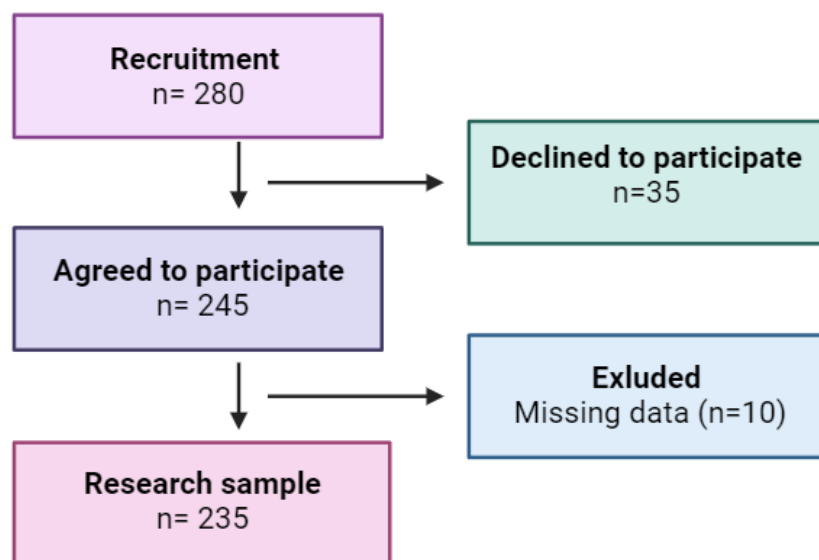 Recruitment
n= 280
Declined to participate
n=35
Agreed to participate
n= 245
Exluded
Missing data (n=10)
Research sample
n= 235